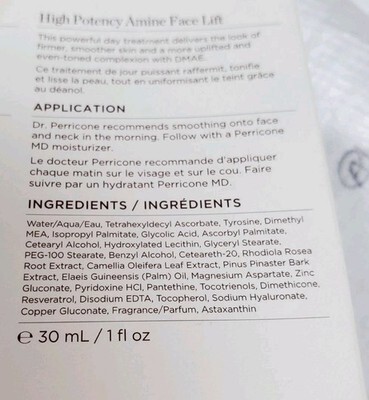 High Potency Amine Face Lift
This powerful day treatment delivers the look of
firmer, smoother skin and a more uplifted and
even-toned complexion with DMAE.
Ce traitement de jour puissant raffermit, tonifie
et lisse la peau, tout en uniformisant le teint grâce
au déanol.
APPLICATION
Dr. Perricone recommends smoothing onto face
and neck in the morning. Follow with a Perricone
MD moisturizer.
Le docteur Perricone recommande d'appliquer
chaque matin sur le visage et sur le cou. Faire
suivre par un hydratant Perricone MD.
INGREDIENTS / INGRÉDIENTS
Water/Aqua/Eau, Tetrahexyldecyl Ascorbate, Tyrosine, Dimethyl
MEA, Isopropyl Palmitate, Glycolic Acid, Ascorbyl Palmitate,
Cetearyl Alcohol, Hydroxylated Lecithin, Glyceryl Stearate,
PEG-100 Stearate, Benzyl Alcohol, Ceteareth-20, Rhodiola Rosea
Root Extract, Camellia Oleifera Leaf Extract, Pinus Pinaster Bark
Extract, Elaeis Guineensis (Palm) Oil, Magnesium Aspartate, Zinc
Gluconate, Pyridoxine HCl, Pantethine, Tocotrienols, Dimethicone,
Resveratrol, Disodium EDTA, Tocopherol, Sodium Hyaluronate,
Copper Gluconate, Fragrance/Parfum, Astaxanthin
℮ 30 mL / 1 fl oz